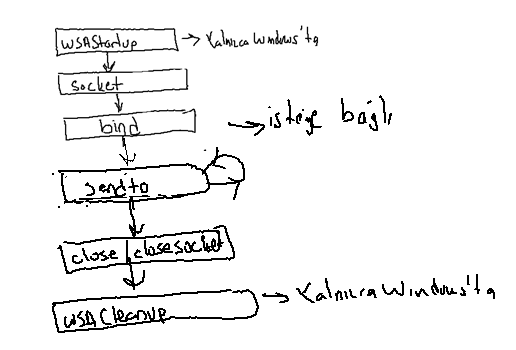 WSAStartup → Yalnızca Windows'ta
socket
bind → isteğe bağlı
sendto
close / closesocket
WSACleanup → Yalnızca Windows'ta